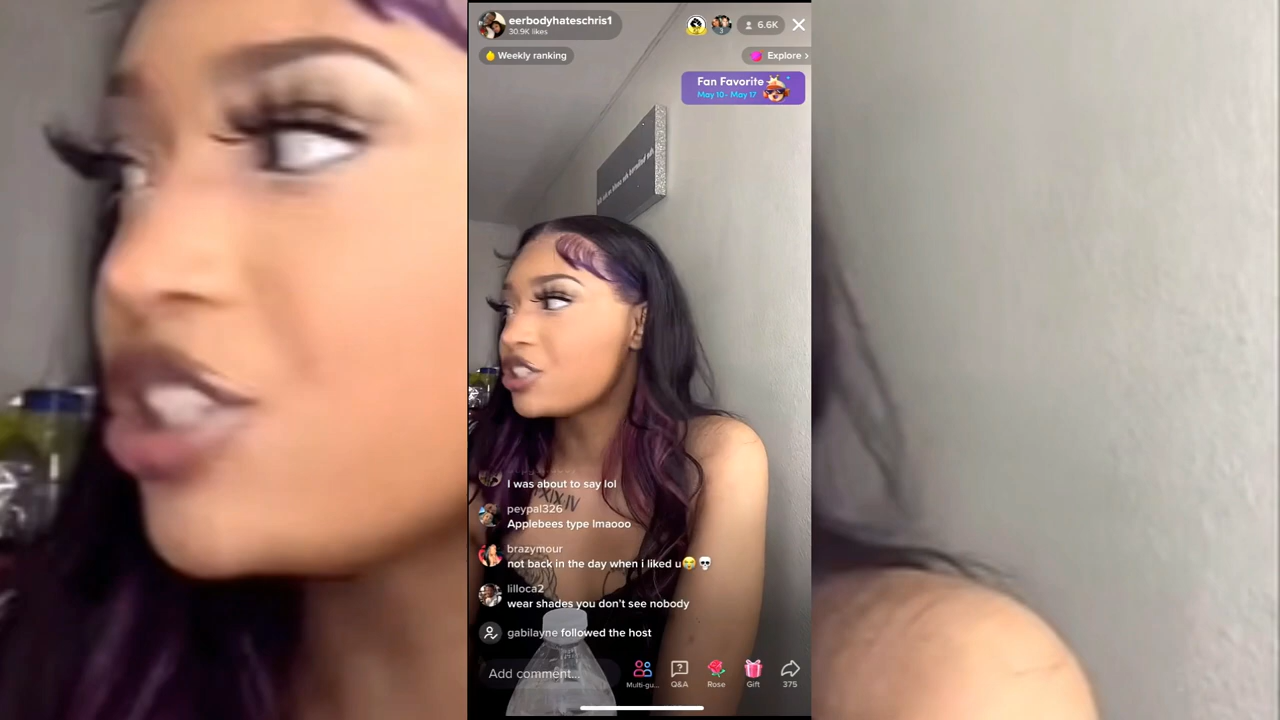 eerbodyhateschris1
30.9K likes
3
6.6K
Weekly ranking
Explore
Fan Favorite
May 10- May 17
I was about to say lol
XIXIV
peypal326
Applebees type lmaooo
brazymour
not back in the day when i liked u😭💀
lilloca2
wear shades you don't see nobody
gabilayne followed the host
Add comment...
Multi-gu...
Q&A
Rose
Gift
375